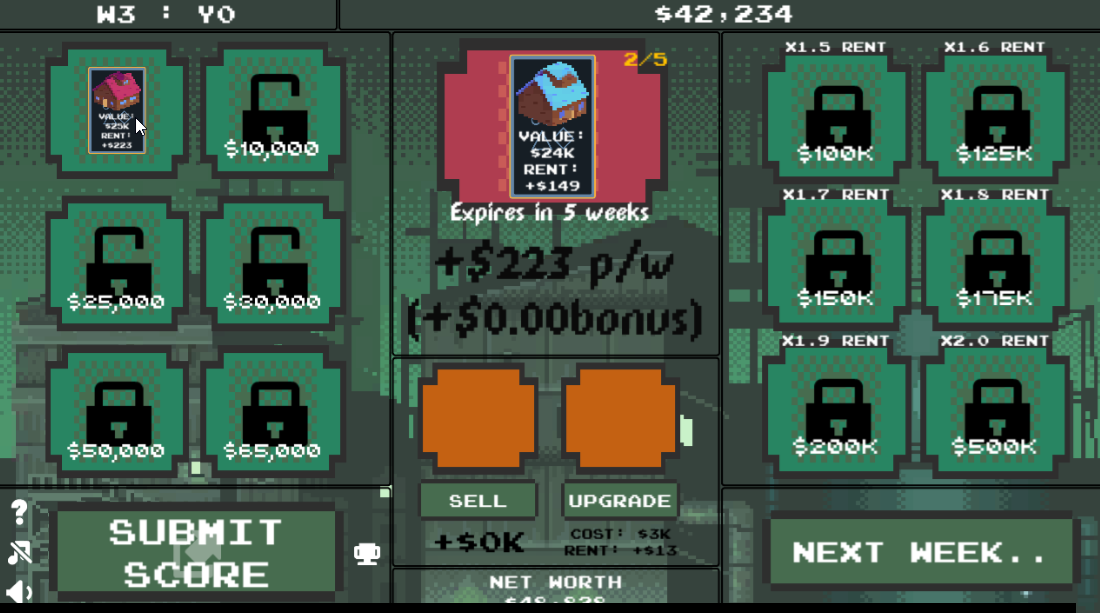 W3 : Y0
$42,234
VALUE:
$25K
RENT:
+$223
$10,000
$25,000
$30,000
$50,000
$65,000
SUBMIT
SCORE
2/5
VALUE:
$24K
RENT:
+$149
Expires in 5 weeks
+$223 p/w
(+$0.00bonus)
SELL
UPGRADE
+$0K
COST: $3K
RENT: +$13
NET WORTH
X1.5 RENT
X1.6 RENT
$100K
$125K
X1.7 RENT
X1.8 RENT
$150K
$175K
X1.9 RENT
X2.0 RENT
$200K
$500K
NEXT WEEK..
?